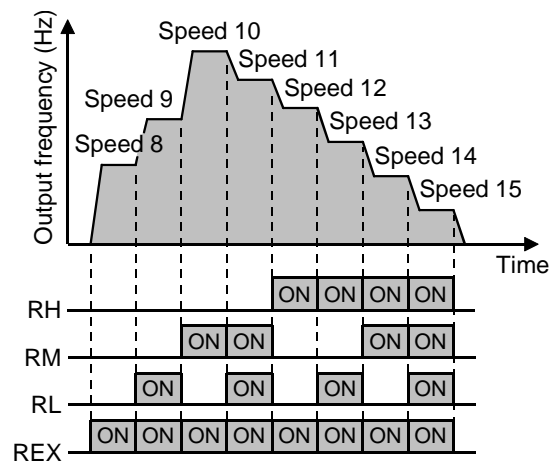 Output frequency (Hz)
Speed 10
Speed 11
Speed 9
Speed 12
Speed 13
Speed 8
Speed 14
Speed 15
Time
ON ON ON ON
RH
ON ON ON ON
RM
ON ON ON ON
RL
ON ON ON ON ON ON ON ON
REX